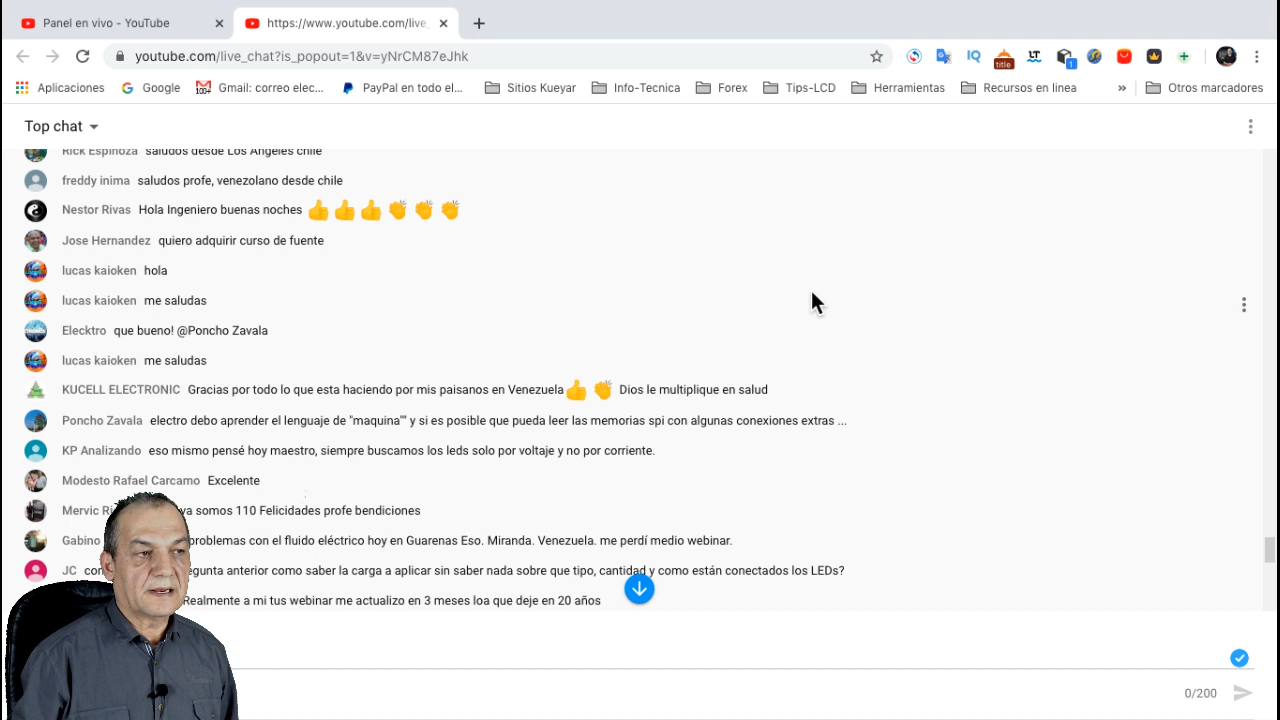 Panel en vivo - YouTube
https://www.youtube.com/live_
youtube.com/live_chat?is_popout=1&v=yNrCM87eJhk
title
1
Aplicaciones
Google
Gmail: correo elec...
100+
PayPal en todo el...
Sitios Kueyar
Info-Tecnica
Forex
Tips-LCD
Herramientas
Recursos en linea
»
Otros marcadores
Top chat
Rick Espinoza saludos desde Los Angeles chile
freddy inima saludos profe, venezolano desde chile
Nestor Rivas Hola Ingeniero buenas noches 👍👍👍👏👏👏
Jose Hernandez quiero adquirir curso de fuente
lucas kaioken hola
lucas kaioken me saludas
Elecktro que bueno! @Poncho Zavala
lucas kaioken me saludas
KUCELL ELECTRONIC Gracias por todo lo que esta haciendo por mis paisanos en Venezuela👍👏 Dios le multiplique en salud
Poncho Zavala electro debo aprender el lenguaje de "maquina"" y si es posible que pueda leer las memorias spi con algunas conexiones extras ...
KP Analizando eso mismo pensé hoy maestro, siempre buscamos los leds solo por voltaje y no por corriente.
Modesto Rafael Carcamo Excelente
Mervic ya somos 110 Felicidades profe bendiciones
Gabino problemas con el fluido eléctrico hoy en Guarenas Eso. Miranda. Venezuela. me perdí medio webinar.
JC anterior como saber la carga a aplicar sin saber nada sobre que tipo, cantidad y como están conectados los LEDs?
Realmente a mi tus webinar me actualizo en 3 meses loa que deje en 20 años
0/200